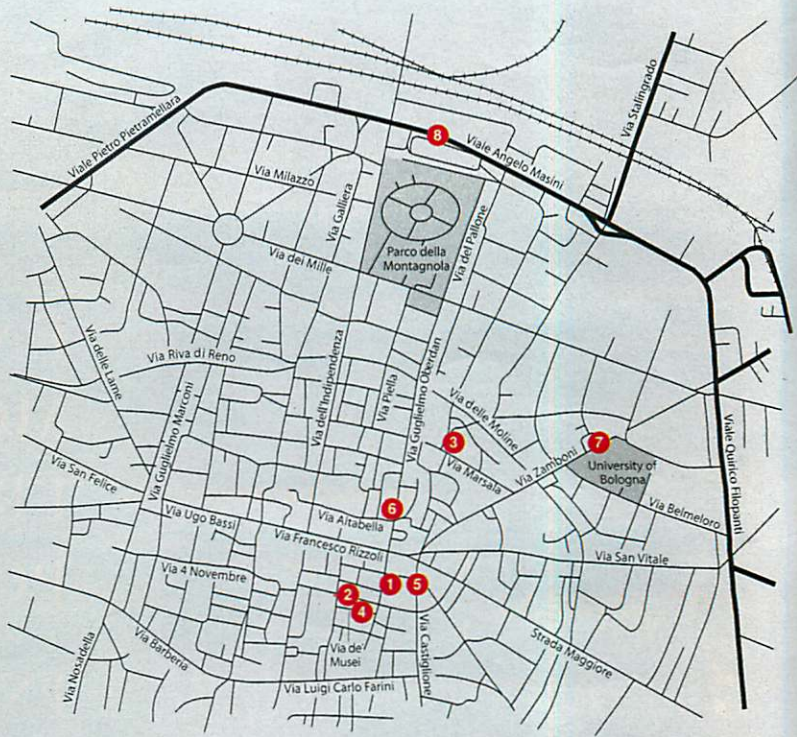 Via Stalingrado
Viale Pietro Pietramellara
8
Viale Angelo Masini
Via Milazzo
Via Galliera
Via del Pallone
Parco della
Montagnola
Via dei Mille
Via delle Lame
Via Riva di Reno
Via Guglielmo Marconi
Via dell'Indipendenza
Via Piella
Via Guglielmo Oberdan
Via delle Moline
3
7
Via Marsala
Via Zamboni
University of
Bologna
Viale Quirico Filopanti
Via San Felice
6
Via Belmeloro
Via Ugo Bassi
Via Altabella
Via Francesco Rizzoli
Via San Vitale
Via 4 Novembre
1
5
2
4
Via Nosadella
Via Barberia
Via de'
Musei
Via Castiglione
Strada Maggiore
Via Luigi Carlo Farini